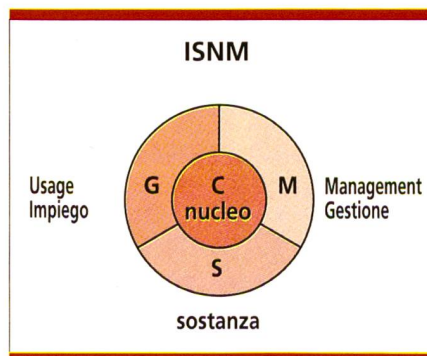 ISNM
Usage
Impiego
G
C
nucleo
M
Management
Gestione
S
sostanza